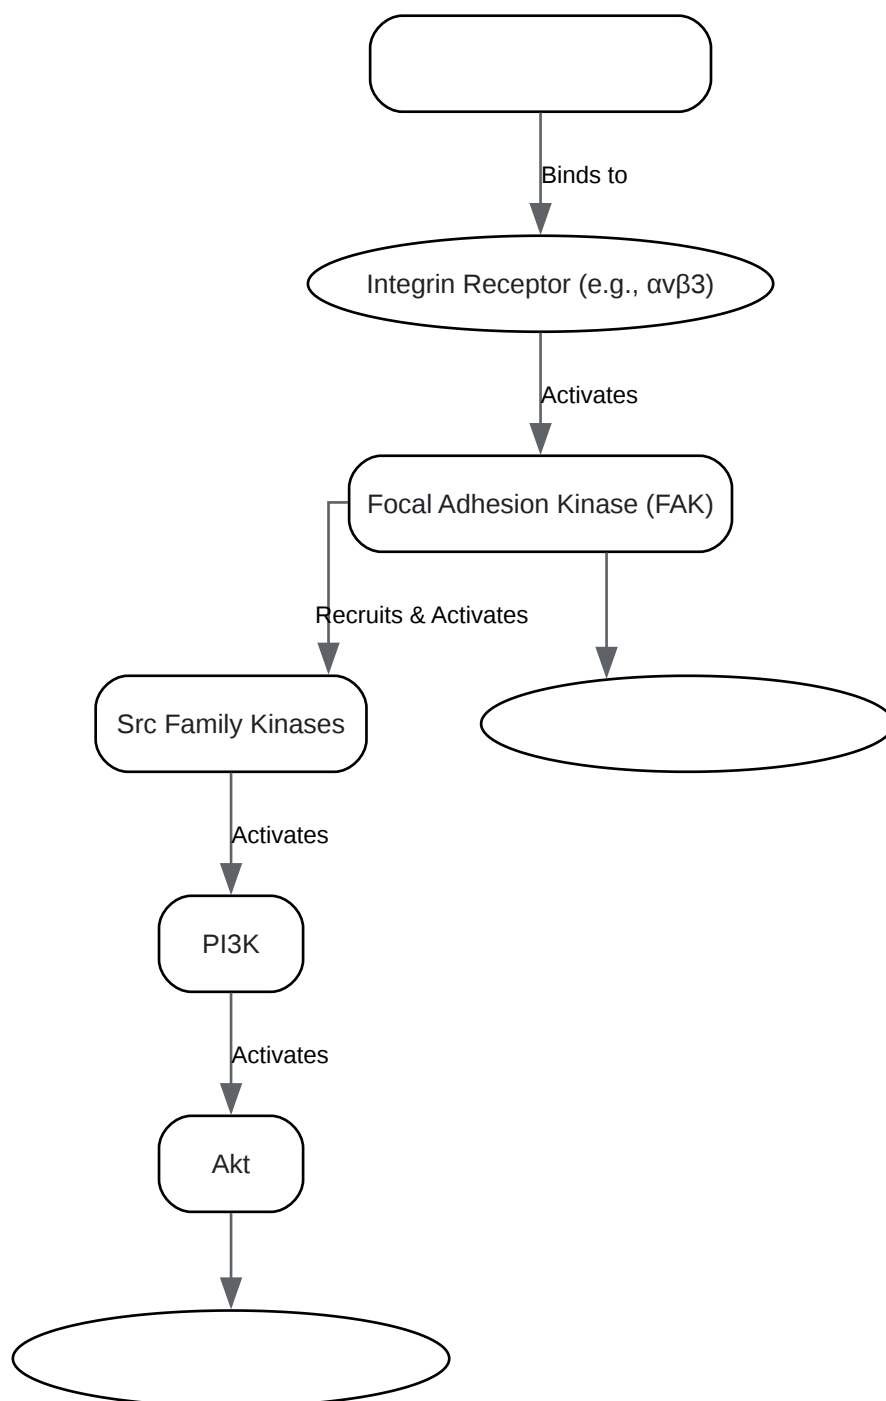 Binds to
Integrin Receptor (e.g., αvβ3)
Activates
Focal Adhesion Kinase (FAK)
Recruits & Activates
Src Family Kinases
Activates
PI3K
Activates
Akt